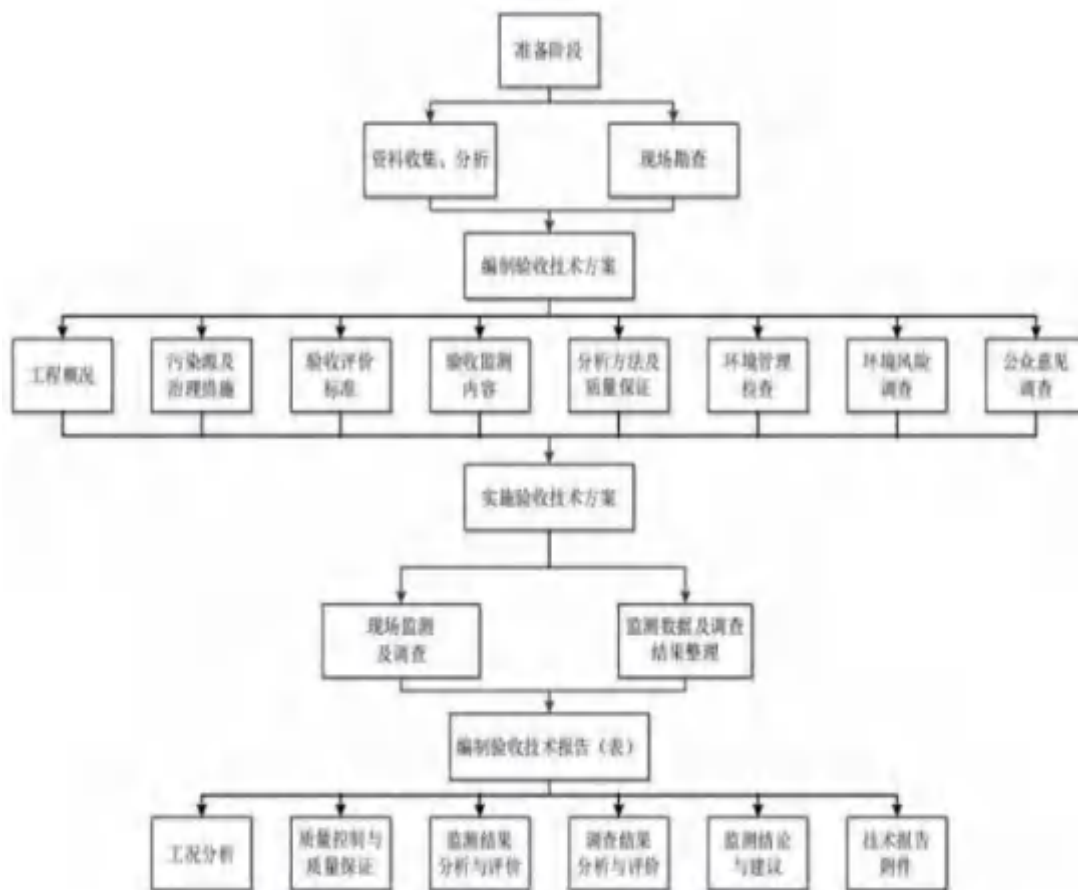 准备阶段
资料收集、分析
现场勘查
编制验收技术方案
工程概况
污染源及
治理措施
验收评价
标准
验收监测
内容
分析方法及
质量保证
环境管理
检查
环境风险
调查
公众意见
调查
实施验收技术方案
现场监测
及调查
监测数据及调查
结果整理
编制验收技术报告（表）
工况分析
质量控制与
质量保证
监测结果
分析与评价
调查结果
分析与评价
监测结论
与建议
技术报告
附件